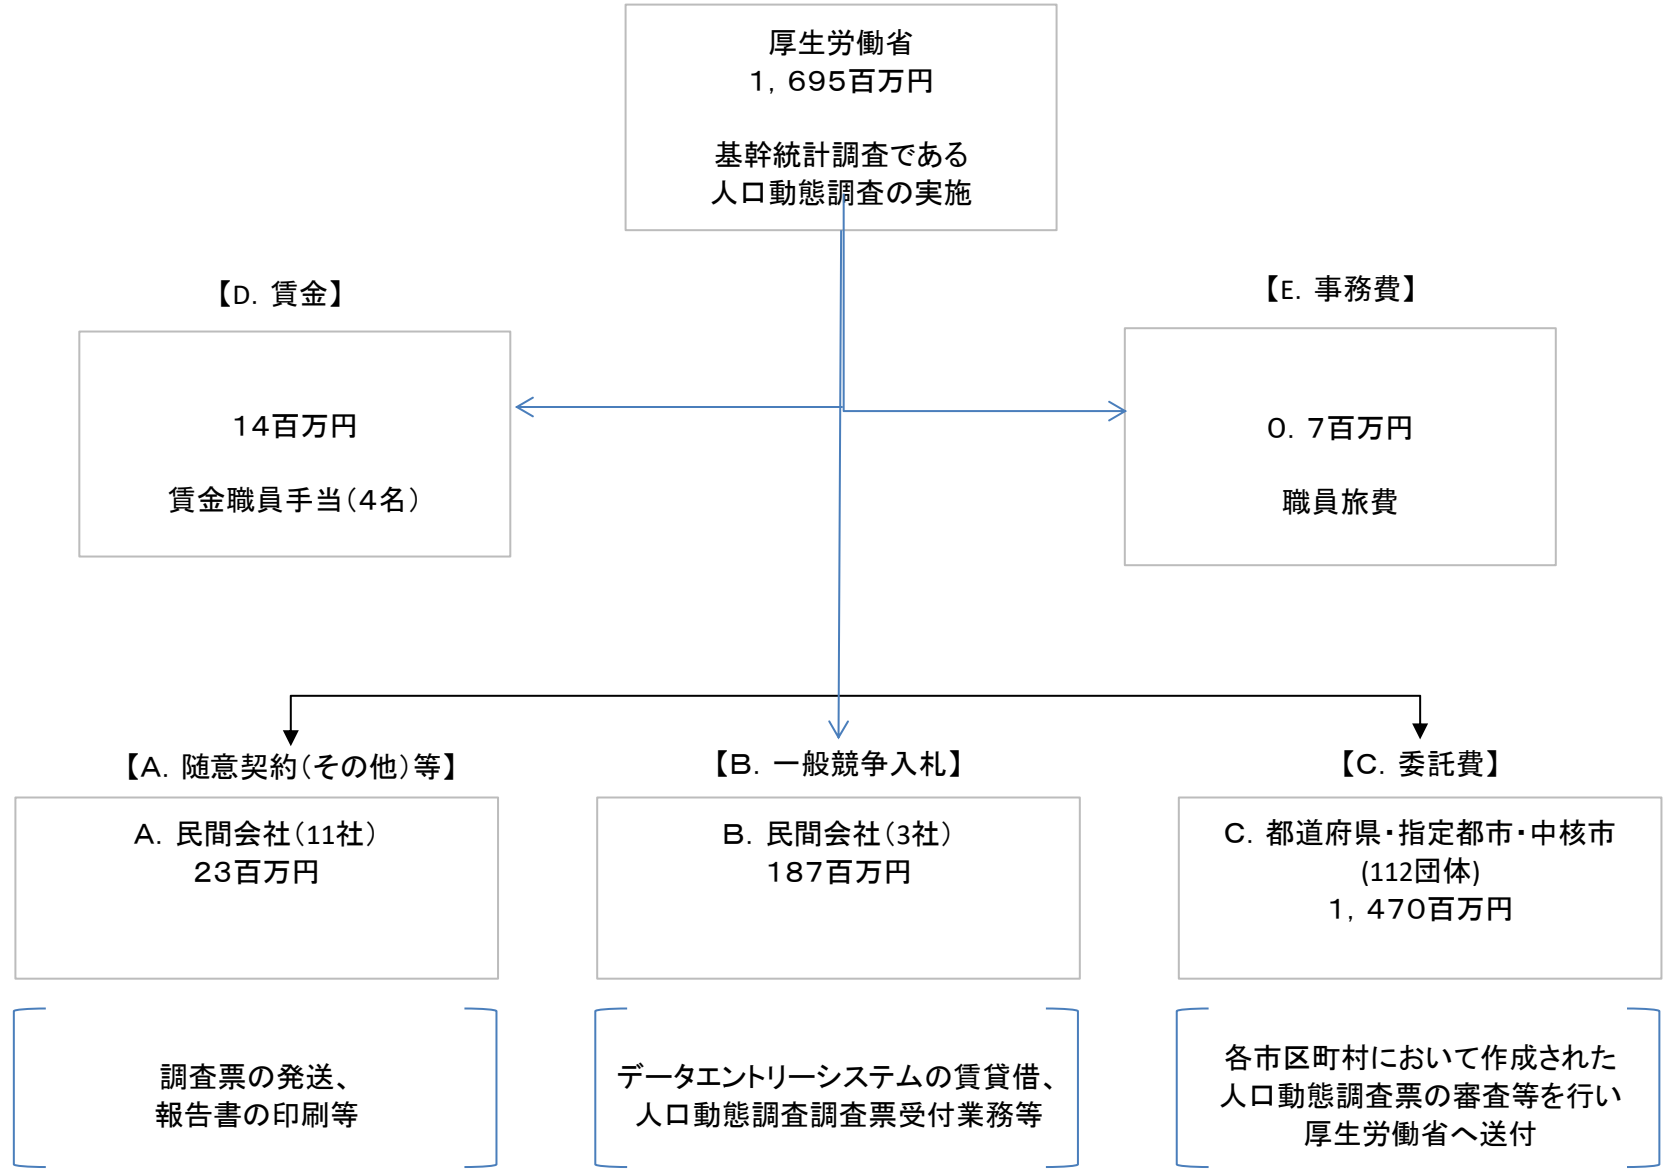 厚生労働省
１，６９５百万円
基幹統計調査である
人口動態調査の実施
【D．賃金】
【E．事務費】
１４百万円
賃金職員手当（４名）
０．７百万円
職員旅費
【Ａ．随意契約（その他）等】
【Ｂ．一般競争入札】
【Ｃ．委託費】
Ａ．民間会社（11社）
２３百万円
Ｂ．民間会社（3社）
１８７百万円
Ｃ．都道府県・指定都市・中核市
(112団体)
１，４７０百万円
調査票の発送、
報告書の印刷等
データエントリーシステムの賃貸借、
人口動態調査調査票受付業務等
各市区町村において作成された
人口動態調査票の審査等を行い
厚生労働省へ送付